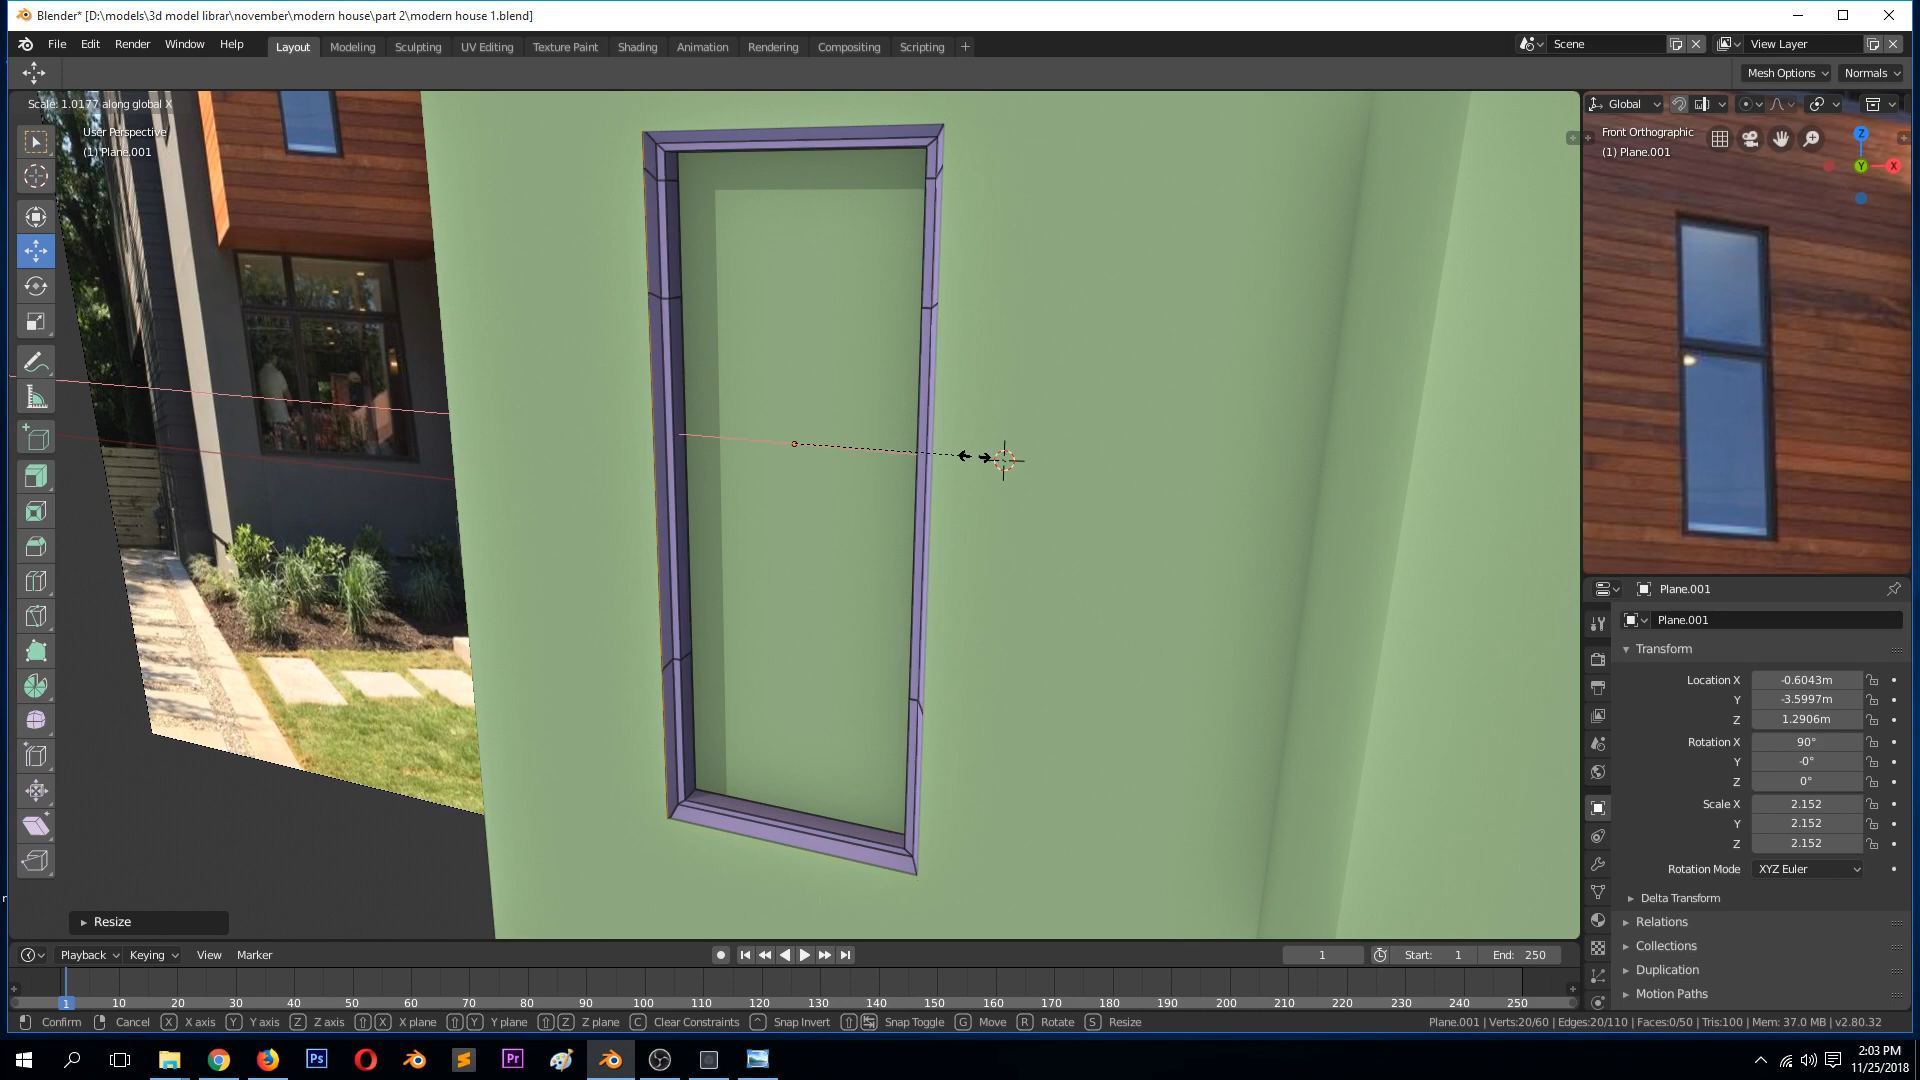 Blender* [D:\models\3d model librar\november\modern house\part 2\modern house 1.blend]
File Edit Render Window Help Layout Modeling Sculpting UV Editing Texture Paint Shading Animation Rendering Compositing Scripting + Scene View Layer
Mesh Options Normals
Scale: 1.0177 along global X
User Perspective
(1) Plane.001
Global
Front Orthographic
(1) Plane.001
Z
Y
X
Plane.001
Plane.001
Transform
Location X -0.6043m
Y -3.5997m
Z 1.2906m
Rotation X 90°
Y -0°
Z 0°
Scale X 2.152
Y 2.152
Z 2.152
Rotation Mode XYZ Euler
Delta Transform
Relations
Collections
Duplication
Motion Paths
Resize
Playback Keying View Marker 1 Start: 1 End: 250
1 10 20 30 40 50 60 70 80 90 100 110 120 130 140 150 160 170 180 190 200 210 220 230 240 250
Confirm Cancel X X axis Y Y axis Z Z axis X X plane Y Y plane Z Z plane C Clear Constraints ^ Snap Invert Snap Toggle G Move R Rotate S Resize Plane.001 | Verts:20/60 | Edges:20/110 | Faces:0/50 | Tris:100 | Mem: 37.0 MB | v2.80.32
Ps Pr
2:03 PM
11/25/2018